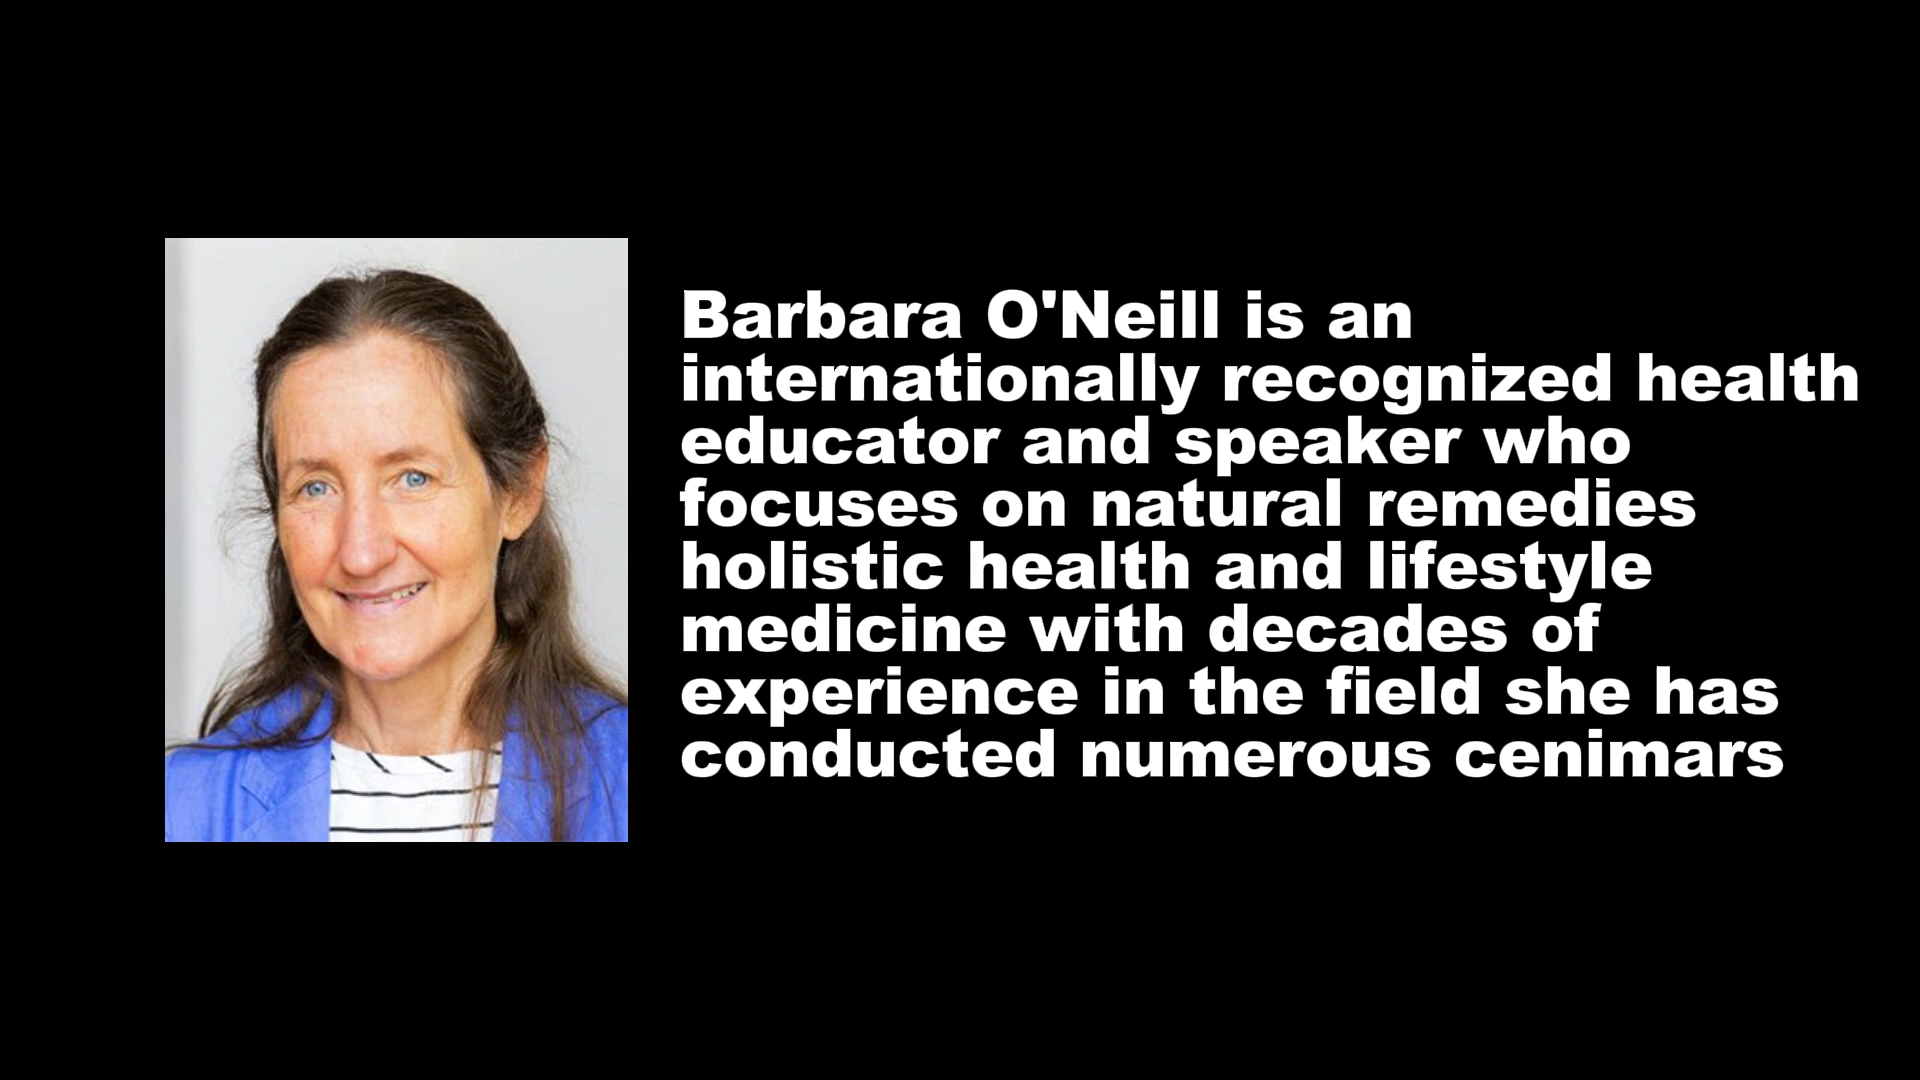 Barbara O'Neill is an
internationally recognized health
educator and speaker who
focuses on natural remedies
holistic health and lifestyle
medicine with decades of
experience in the field she has
conducted numerous cenimars